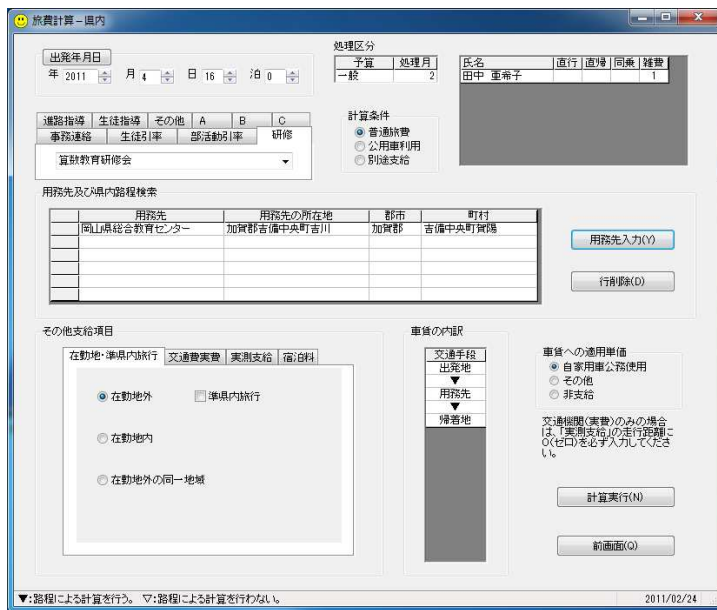 旅費計算－県内
出発年月日
年 2011 月 4 日 16 泊 0
処理区分
予算 処理月
一般 2
氏名 直行 直帰 同乗 雑費
田中 亜希子 1
進路指導 生徒指導 その他 A B C
事務連絡 生徒引率 部活動引率 研修
算数教育研修会
計算条件
普通旅費
公用車利用
別途支給
用務先及び県内路程検索
用務先 用務先の所在地 郡市 町村
岡山県総合教育センター 加賀郡吉備中央町吉川 加賀郡 吉備中央町賀陽
用務先入力(Y)
行削除(D)
その他支給項目
在勤地・準県内旅行 交通費実費 実測支給 宿泊料
在勤地外 準県内旅行
在勤地内
在勤地外の同一地域
車賃の内訳
交通手段
出発地
▼
用務先
▼
帰着地
車賃への適用単価
自家用車公務使用
その他
非支給
交通機関(実費)のみの場合
は、「実測支給」の走行距離に
0(ゼロ)を必ず入力してくださ
い。
計算実行(N)
前画面(Q)
▼:路程による計算を行う。 ▽:路程による計算を行わない。 2011/02/24